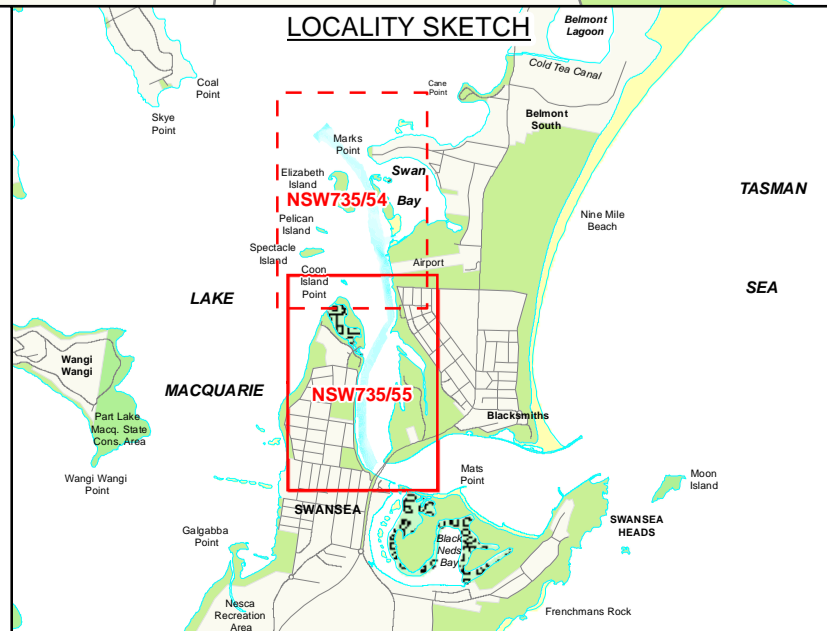 LOCALITY SKETCH
Belmont
Lagoon
Cold Tea Canal
Coal
Point
Cane
Point
Skye
Point
Belmont
South
Marks
Point
Elizabeth
Island
Swan
Bay
TASMAN
NSW735/54
Nine Mile
Beach
Pelican
Island
Spectacle
Island
Airport
Coon
Island
Point
SEA
LAKE
Wangi
Wangi
MACQUARIE
NSW735/55
Part Lake
Macq. State
Cons. Area
Blacksmiths
Wangi Wangi
Point
Mats
Point
Moon
Island
SWANSEA
SWANSEA
HEADS
Galgabba
Point
Black
Neds
Bay
Nesca
Recreation
Area
Frenchmans Rock